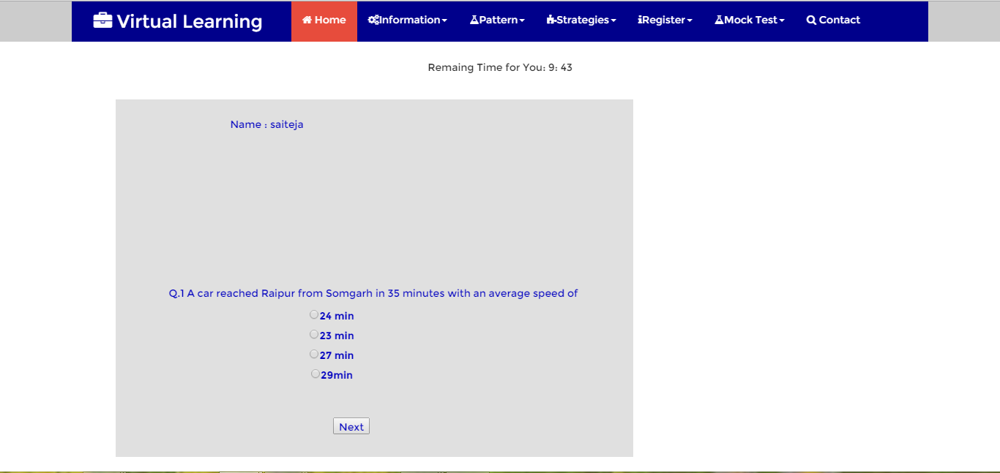 Virtual Learning
Home Information Pattern Strategies Register Mock Test Contact
Remaing Time for You: 9: 43
Name : saiteja
Q.1 A car reached Raipur from Somgarh in 35 minutes with an average speed of
24 min
23 min
27 min
29min
Next